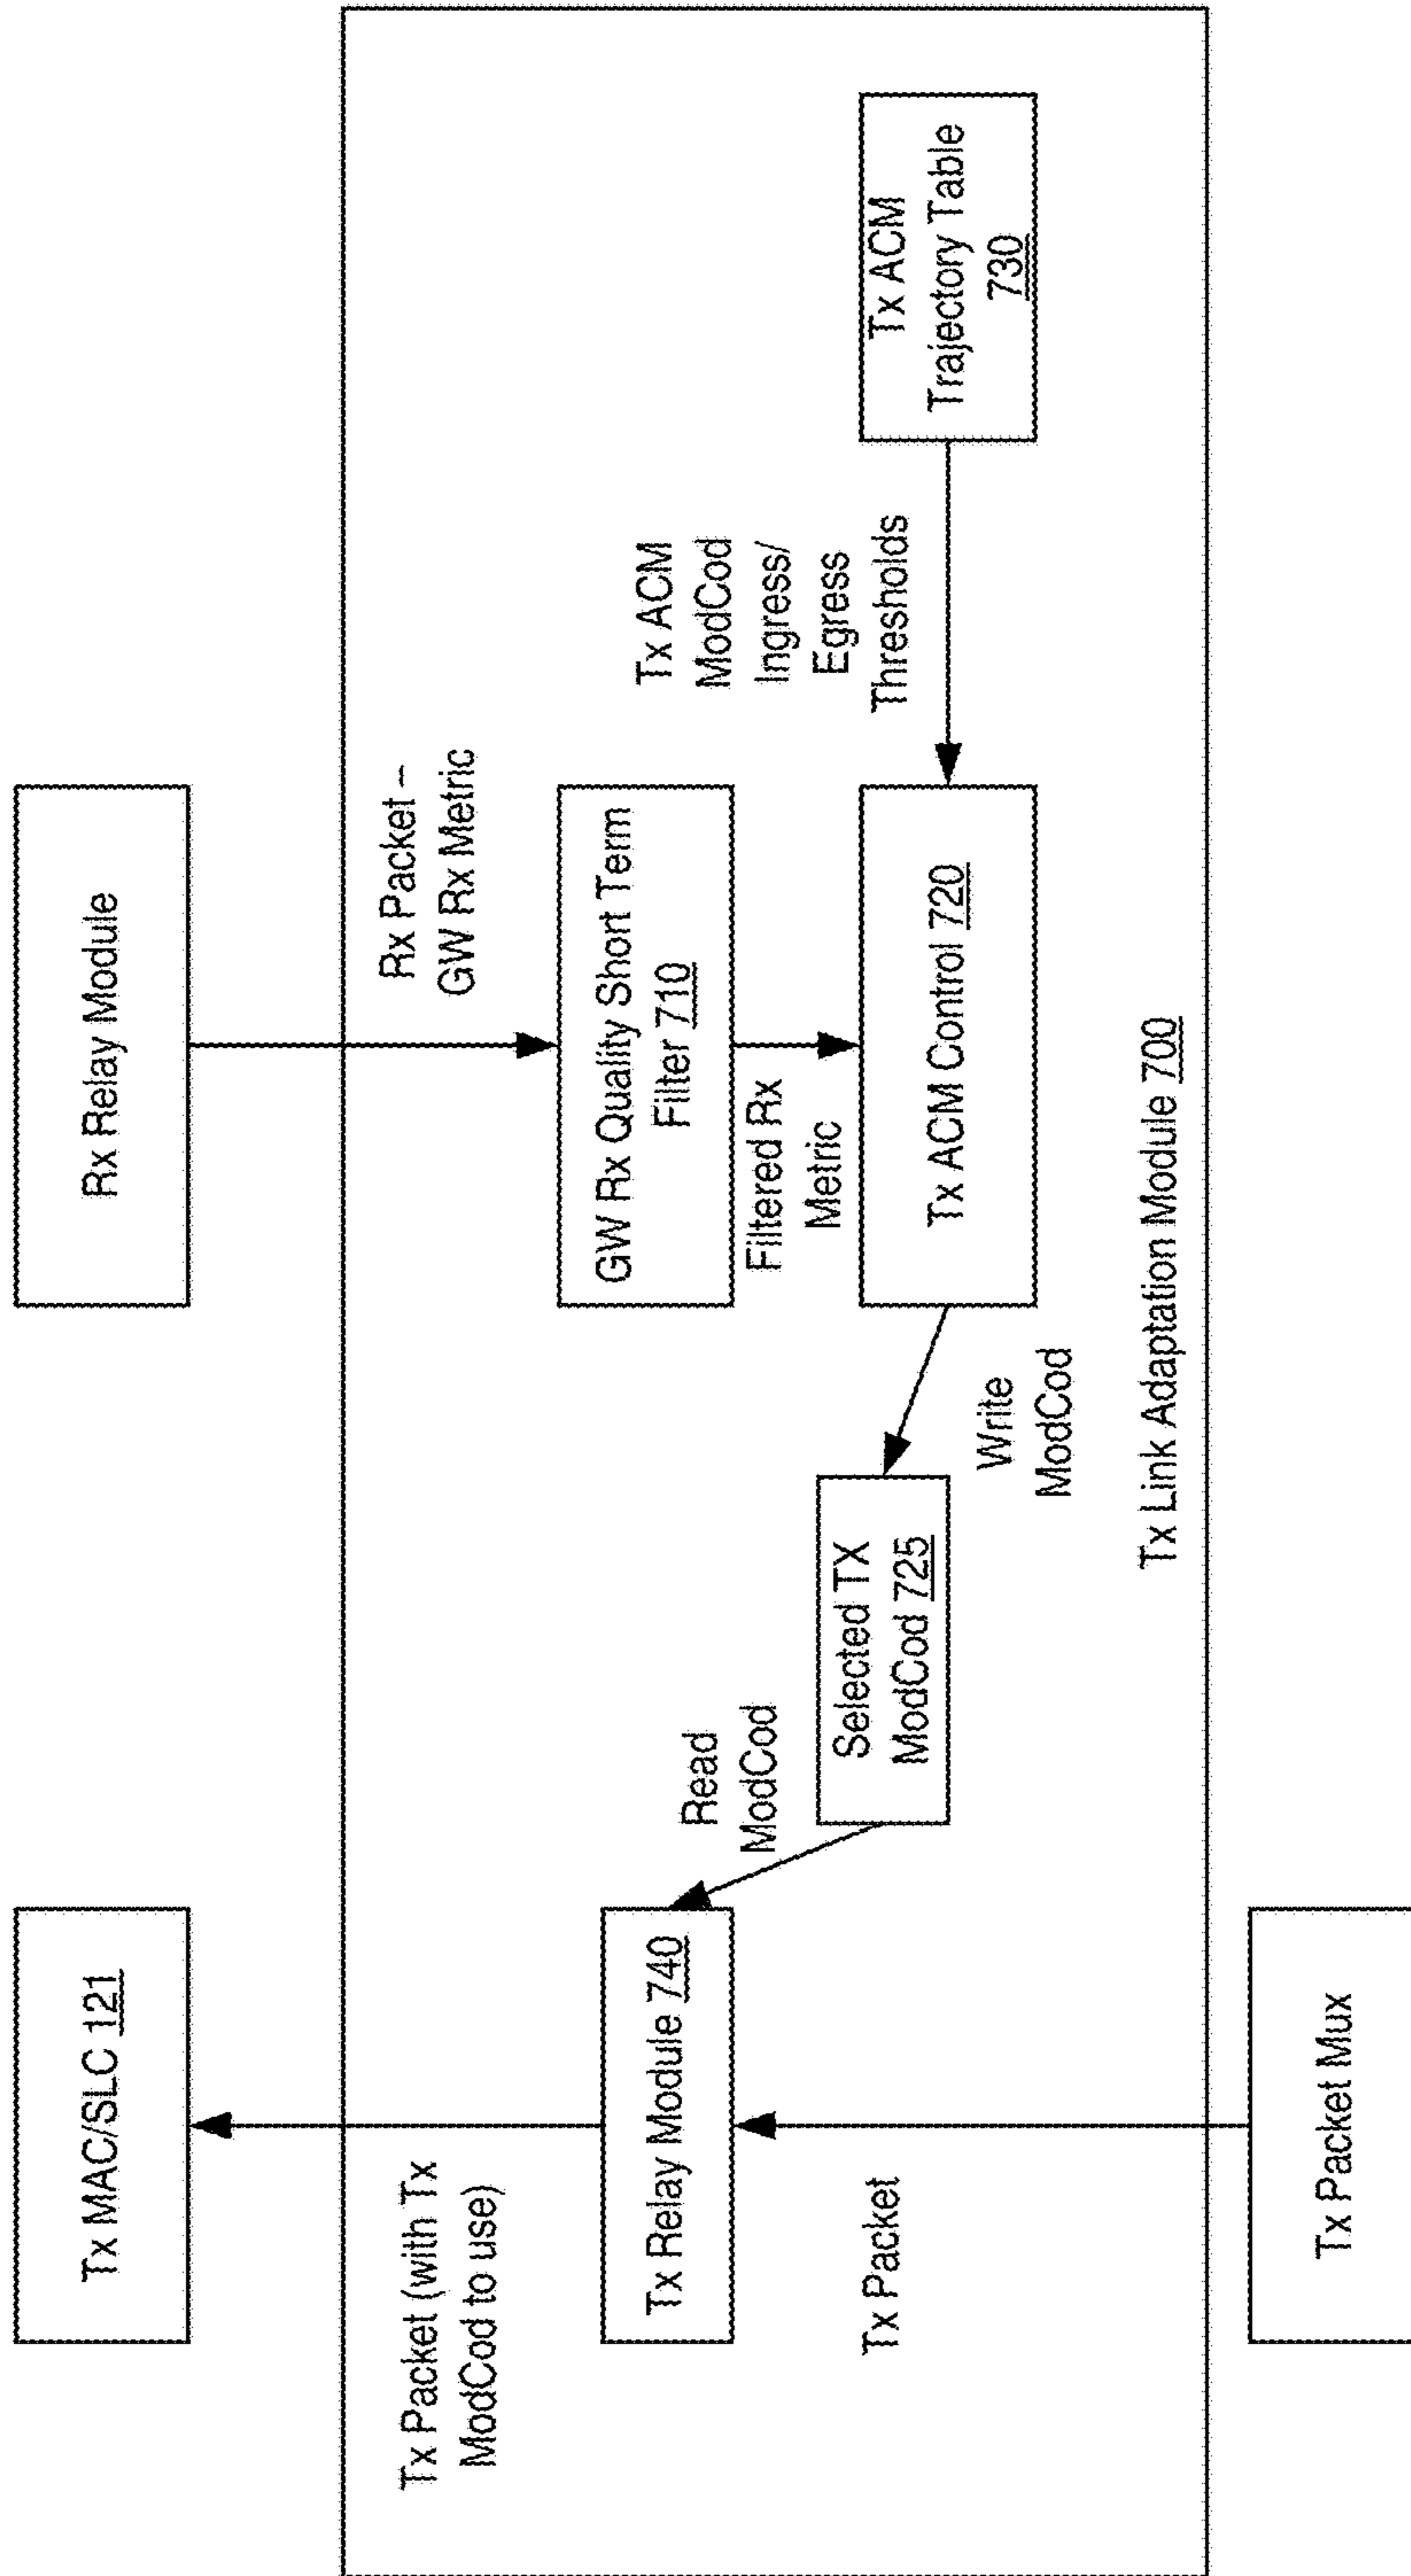 Tx MAC/SLC 121
Rx Relay Module
Tx Packet (with Tx
ModCod to use)
Rx Packet –
GW Rx Metric
Tx Relay Module 740
Read
ModCod
GW Rx Quality Short Term
Filter 710
Tx ACM
ModCod
Ingress/
Egress
Thresholds
Filtered Rx
Metric
Tx Packet
Selected TX
ModCod 725
Tx ACM Control 720
Tx ACM
Trajectory Table
730
Write
ModCod
Tx Link Adaptation Module 700
Tx Packet Mux